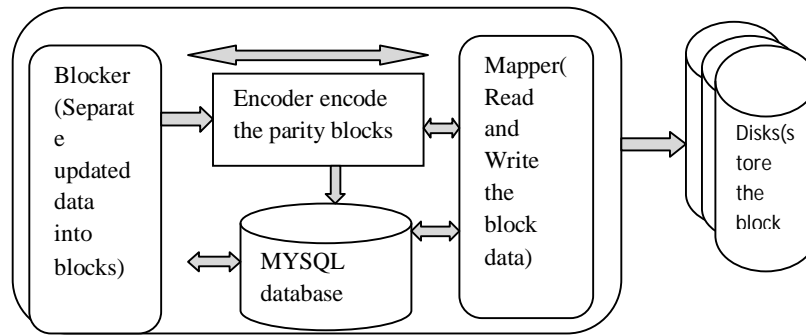 Blocker
(Separat
e
updated
data
into
blocks)
Encoder encode
the parity blocks
MYSQL
database
Mapper(
Read
and
Write
the
block
data)
Disks(s
tore
the
block